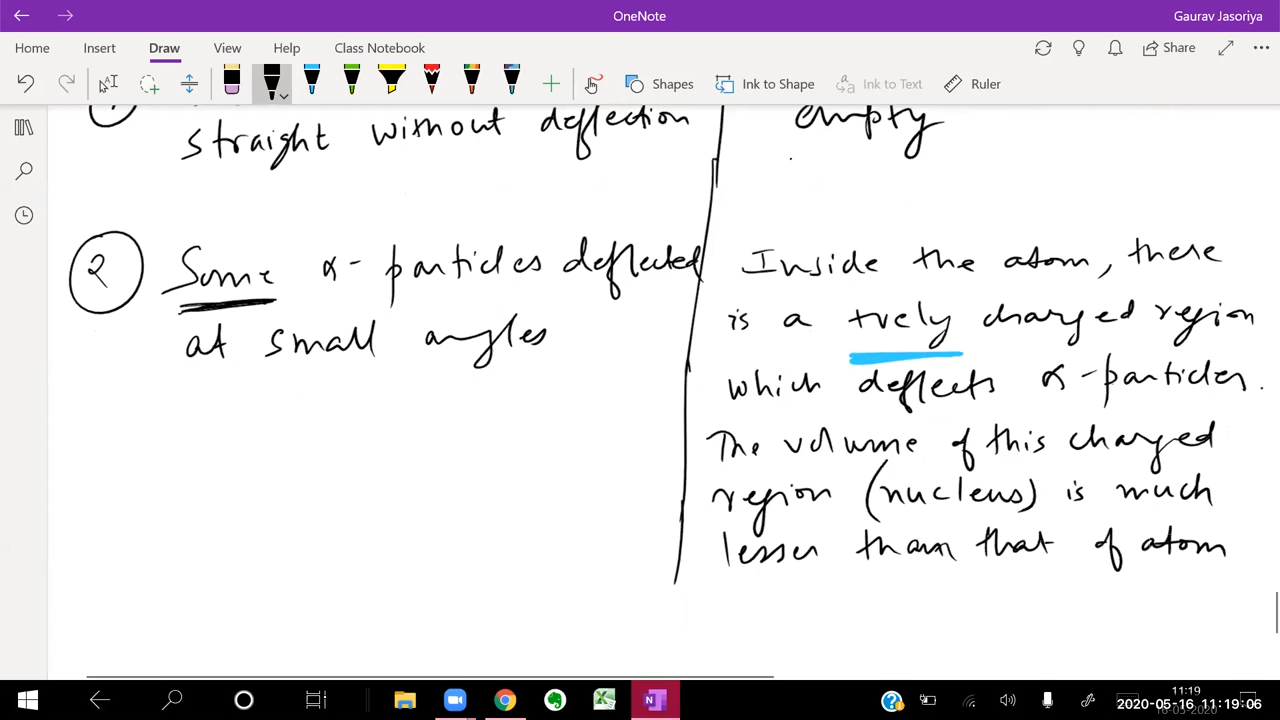 OneNote
Gaurav Jasoriya
Home Insert Draw View Help Class Notebook
Share
Shapes
Ink to Shape
Ink to Text
Ruler
straight without deflection
empty
2 Some α-particles deflected
at small angles
Inside the atom, there
is a +vely charged region
which deflects α-particles.
The volume of this charged
region (nucleus) is much
lesser than that of atom
11:19
2020-05-16 11:19:06